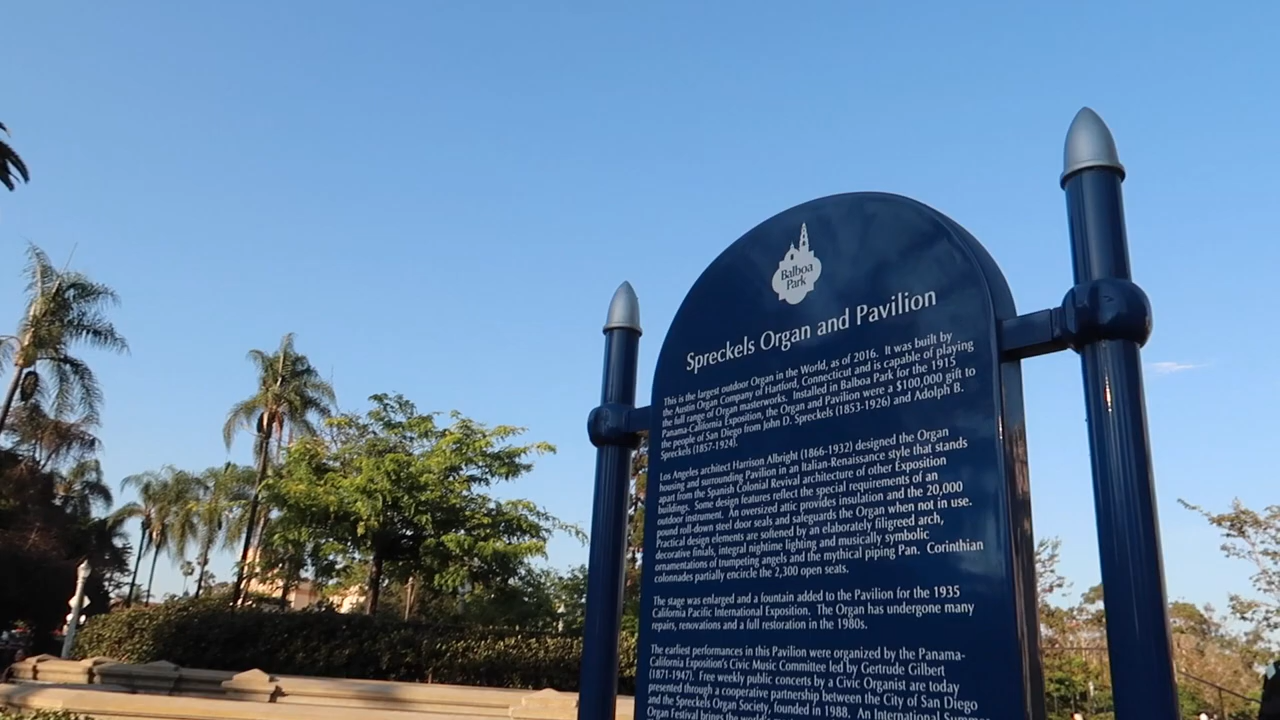 Balboa
Park
Spreckels Organ and Pavilion
This is the largest outdoor Organ in the World, as of 2016. It was built by
the Austin Organ Company of Hartford, Connecticut and is capable of playing
the full range of Organ masterworks. Installed in Balboa Park for the 1915
Panama-California Exposition, the Organ and Pavilion were a $100,000 gift to
the people of San Diego from John D. Spreckels (1853-1926) and Adolph B.
Spreckels (1857-1924).
Los Angeles architect Harrison Albright (1866-1932) designed the Organ
housing and surrounding Pavilion in an Italian-Renaissance style that stands
apart from the Spanish Colonial Revival architecture of other Exposition
buildings. Some design features reflect the special requirements of an
outdoor instrument. An oversized attic provides insulation and the 20,000
pound roll-down steel door seals and safeguards the Organ when not in use.
Practical design elements are softened by an elaborately filigreed arch,
decorative finials, integral nightime lighting and musically symbolic
ornamentations of trumpeting angels and the mythical piping Pan. Corinthian
colonnades partially encircle the 2,300 open seats.
The stage was enlarged and a fountain added to the Pavilion for the 1935
California Pacific International Exposition. The Organ has undergone many
repairs, renovations and a full restoration in the 1980s.
The earliest performances in this Pavilion were organized by the Panama-
California Exposition's Civic Music Committee led by Gertrude Gilbert
(1871-1947). Free weekly public concerts by a Civic Organist are today
presented through a cooperative partnership between the City of San Diego
and the Spreckels Organ Society, founded in 1988. An International Summer
Organ Festival brings the world's